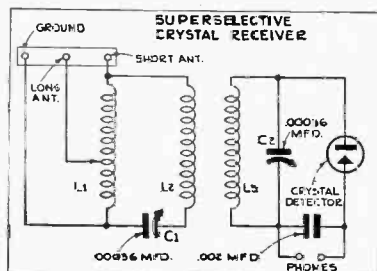 SUPERSELECTIVE
CRYSTAL RECEIVER
GROUND
SHORT ANT.
LONG
ANT.
.00036
MFD.
C2
L1
L2
L3
C1
CRYSTAL
DETECTOR
.00036 MFD.
.002 MFD.
PHONES